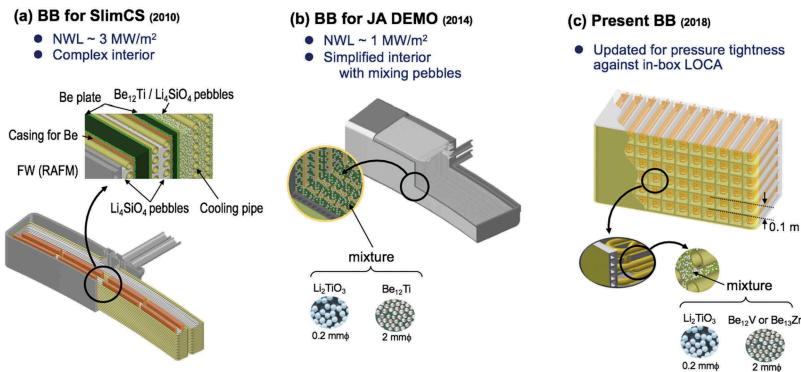 (a) BB for SlimCS (2010)
● NWL ~ 3 MW/m²
● Complex interior
Be plate
Be₁₂Ti / Li₄SiO₄ pebbles
Casing for Be
FW (RAFM)
Li₄SiO₄ pebbles
Cooling pipe
(b) BB for JA DEMO (2014)
● NWL ~ 1 MW/m²
● Simplified interior
with mixing pebbles
mixture
Li₂TiO₃
Be₁₂Ti
0.2 mmϕ
2 mmϕ
(c) Present BB (2018)
● Updated for pressure tightness
against in-box LOCA
0.1 m
mixture
Li₂TiO₃
Be₁₂V or Be₁₃Zr
0.2 mmϕ
2 mmϕ